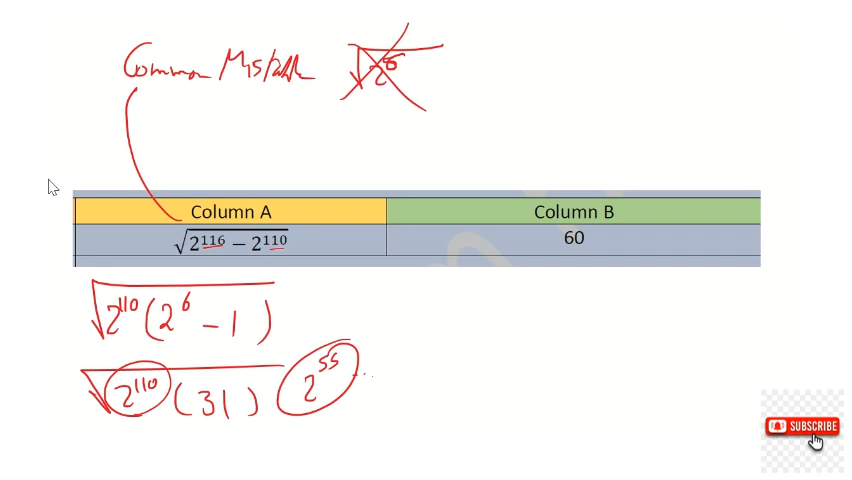 Common Mistake √2⁶
Column A Column B
√2¹¹⁶ − 2¹¹⁰ 60
√2¹¹⁰(2⁶ − 1)
√2¹¹⁰ (31) 2⁵⁵ ...
SUBSCRIBE